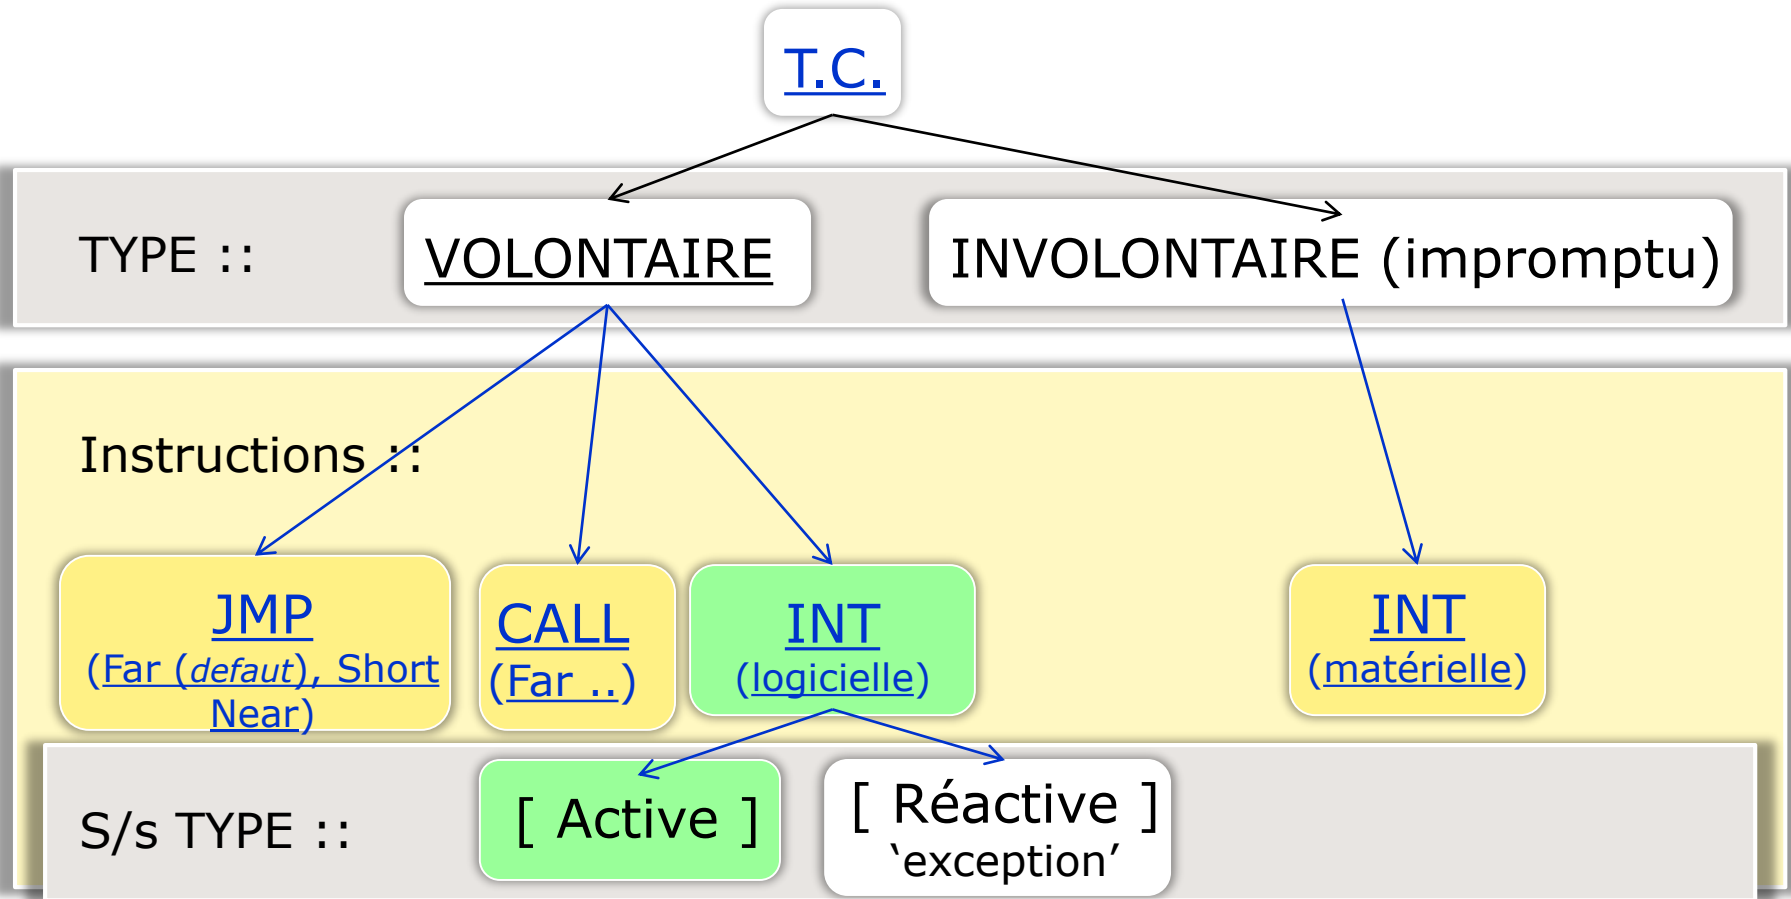 T.C.
TYPE ::
VOLONTAIRE
INVOLONTAIRE (impromptu)
Instructions ::
JMP
(Far (defaut), Short
Near)
CALL
(Far ..)
INT
(logicielle)
INT
(matérielle)
S/s TYPE ::
[ Active ]
[ Réactive ]
‘exception’